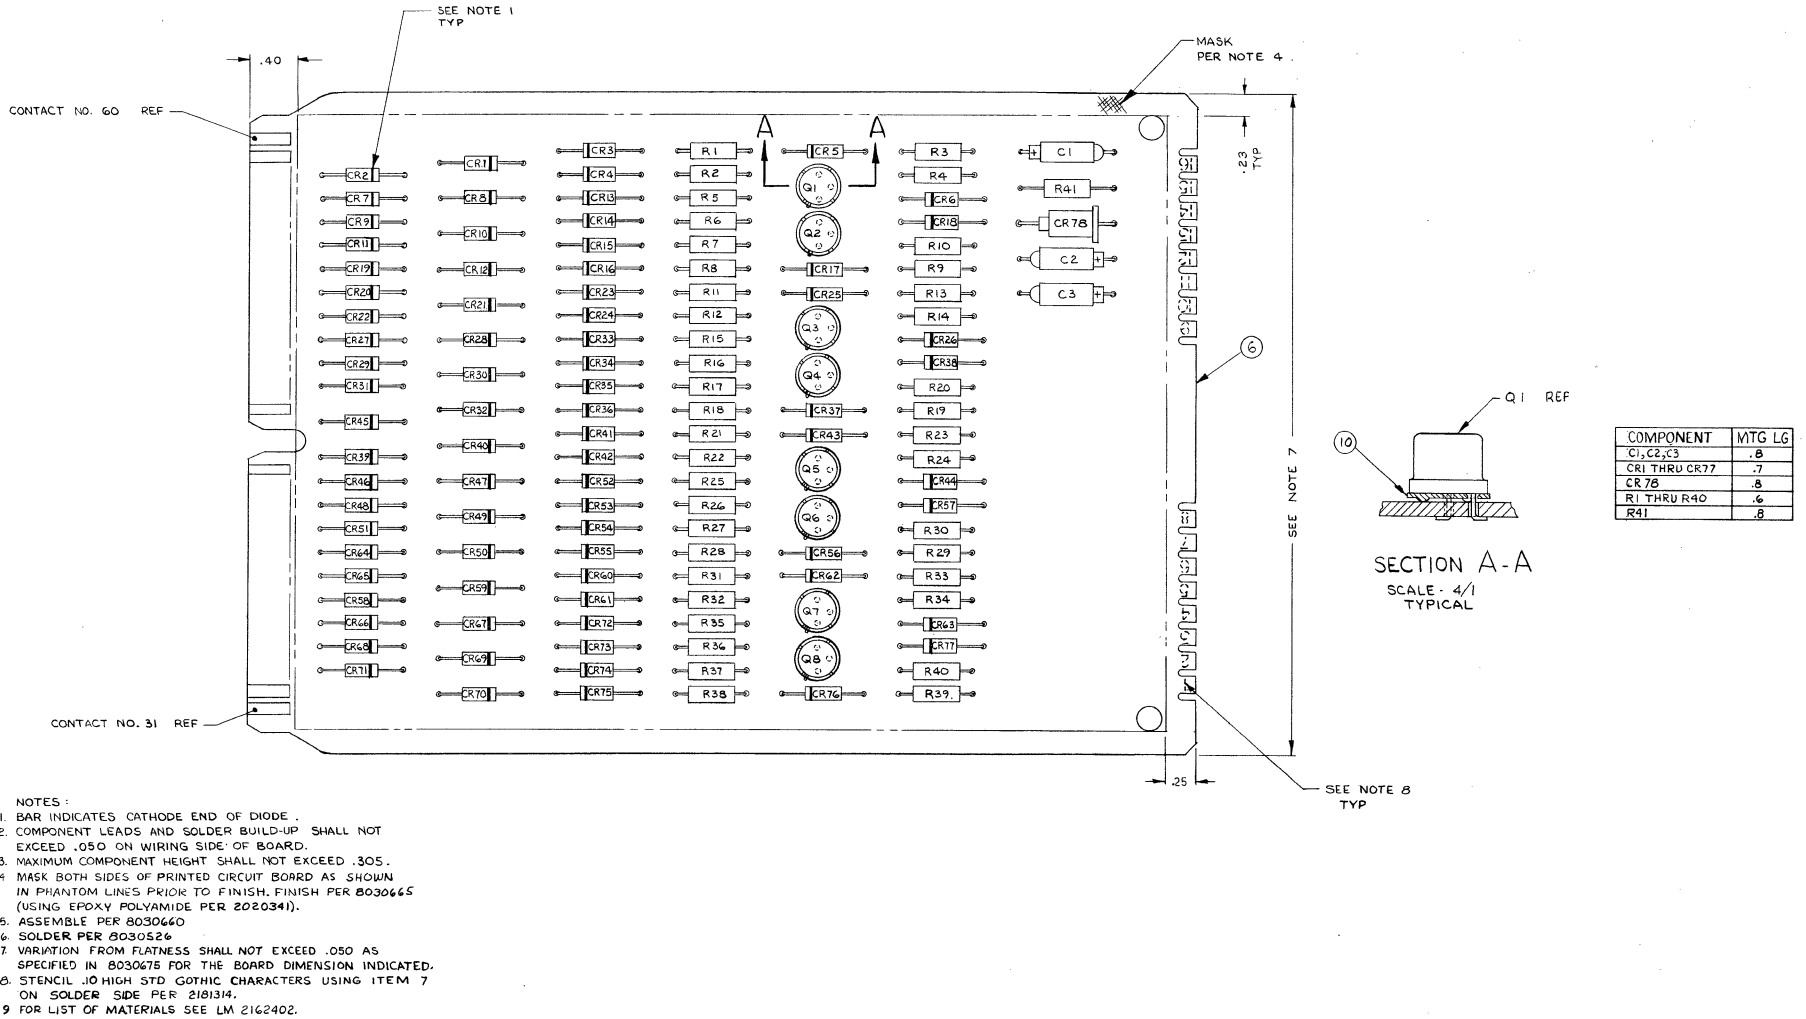 SEE NOTE 1
TYP
MASK
PER NOTE 4.
.40
CONTACT NO. 60 REF
.23
TYP
A A
CR2
CR7
CR9
CR11
CR19
CR20
CR22
CR27
CR29
CR31
CR45
CR39
CR46
CR48
CR51
CR64
CR65
CR58
CR66
CR68
CR71
CR1
CR8
CR10
CR12
CR21
CR28
CR30
CR32
CR40
CR47
CR49
CR50
CR59
CR67
CR69
CR70
CR3
CR4
CR13
CR14
CR15
CR16
CR23
CR24
CR33
CR34
CR35
CR36
CR41
CR42
CR52
CR53
CR54
CR55
CR60
CR61
CR72
CR73
CR74
CR75
R1
R2
R5
R6
R7
R8
R11
R12
R15
R16
R17
R18
R21
R22
R25
R26
R27
R28
R31
R32
R35
R36
R37
R38
CR5
Q1
Q2
CR17
CR25
Q3
Q4
CR37
CR43
Q5
Q6
CR56
CR62
Q7
Q8
CR76
R3
R4
CR6
CR18
R10
R9
R13
R14
CR26
CR38
R20
R19
R23
R24
CR44
CR57
R30
R29
R33
R34
CR63
CR77
R40
R39.
C1
R41
CR78
C2
C3
6
SEE NOTE 7
CONTACT NO. 31 REF
.25
SEE NOTE 8
TYP
Q1 REF
10
SECTION A-A
SCALE - 4/1
TYPICAL
COMPONENT MTG LG
C1,C2,C3 .8
CR1 THRU CR77 .7
CR 78 .8
R1 THRU R40 .6
R41 .8
NOTES :
1. BAR INDICATES CATHODE END OF DIODE .
2. COMPONENT LEADS AND SOLDER BUILD-UP SHALL NOT
EXCEED .050 ON WIRING SIDE OF BOARD.
3. MAXIMUM COMPONENT HEIGHT SHALL NOT EXCEED .305.
4 MASK BOTH SIDES OF PRINTED CIRCUIT BOARD AS SHOWN
IN PHANTOM LINES PRIOR TO FINISH. FINISH PER 8030665
(USING EPOXY POLYAMIDE PER 2020341).
5. ASSEMBLE PER 8030660
6. SOLDER PER 8030526
7. VARIATION FROM FLATNESS SHALL NOT EXCEED .050 AS
SPECIFIED IN 8030675 FOR THE BOARD DIMENSION INDICATED.
8. STENCIL .10 HIGH STD GOTHIC CHARACTERS USING ITEM 7
ON SOLDER SIDE PER 2181314.
9 FOR LIST OF MATERIALS SEE LM 2162402.